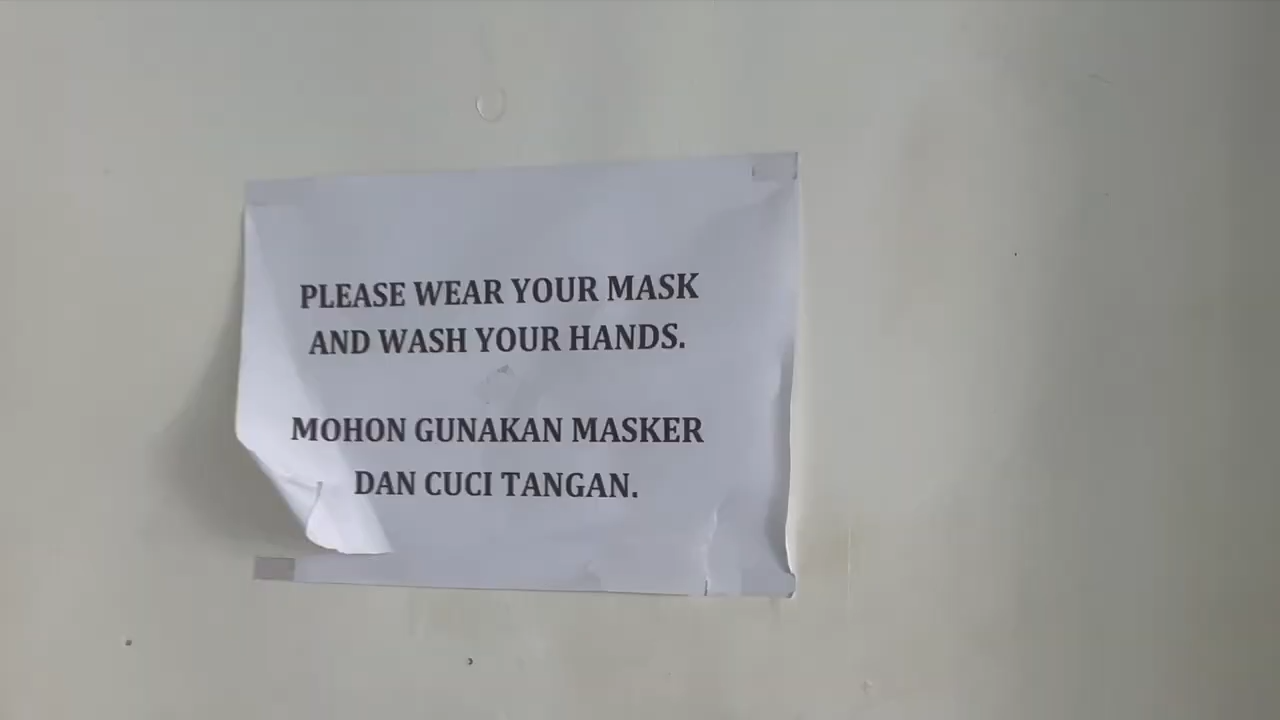 PLEASE WEAR YOUR MASK
AND WASH YOUR HANDS.
MOHON GUNAKAN MASKER
DAN CUCI TANGAN.